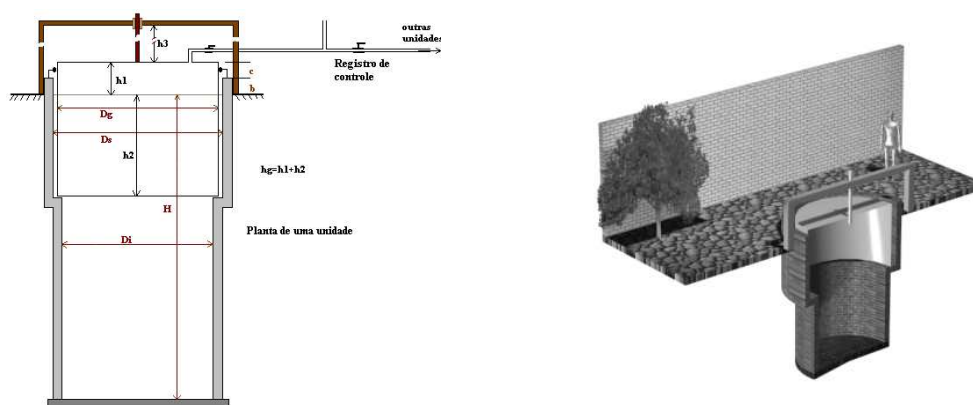 outras
unidades
h3
Registro de
controle
c
h1
b
Dg
Ds
h2
hg=h1+h2
H
Di
Planta de uma unidade